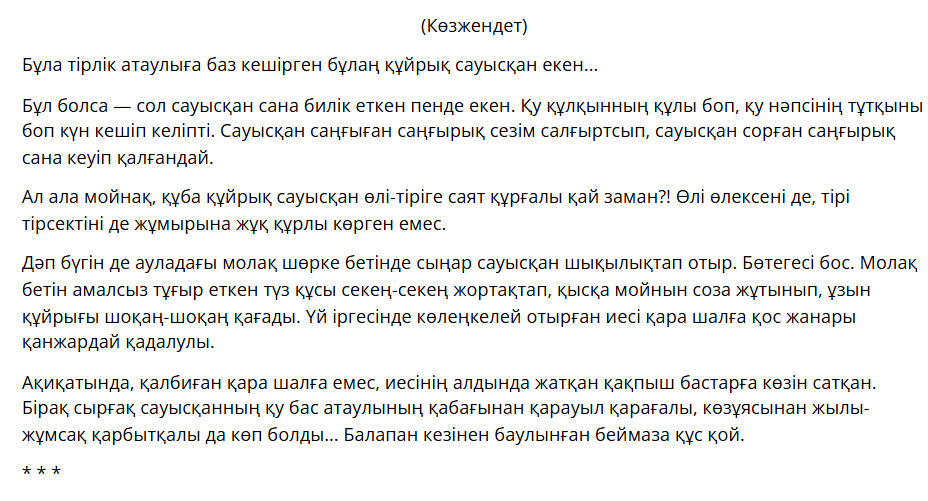 (Көзжендет)
Бұла тірлік атаулыға баз кешірген бұлаң құйрық сауысқан екен...
Бұл болса — сол сауысқан сана билік еткен пенде екен. Қу құлқынның құлы боп, қу нәпсінің тұтқыны
боп күн кешіп келіпті. Сауысқан саңғыған саңғырық сезім салғыртсып, сауысқан сорған саңғырық
сана кеуіп қалғандай.
Ал ала мойнақ, құба құйрық сауысқан өлі-тіріге саят құрғалы қай заман?! Өлі өлексені де, тірі
тірсектіні де жұмырына жұқ құрлы көрген емес.
Дәп бүгін де ауладағы молақ шөрке бетінде сыңар сауысқан шықылықтап отыр. Бөтегесі бос. Молақ
бетін амалсыз тұғыр еткен түз құсы секең-секең жортақтап, қысқа мойнын соза жұтынып, ұзын
құйрығы шоқаң-шоқаң қағады. Үй іргесінде көлеңкелей отырған иесі қара шалға қос жанары
қанжардай қадалулы.
Ақиқатында, қалбиған қара шалға емес, иесінің алдында жатқан қақпыш бастарға көзін сатқан.
Бірақ сырғақ сауысқанның қу бас атаулының қабағынан қарауыл қарағалы, көзұясынан жылы-
жұмсақ қарбытқалы да көп болды... Балапан кезінен баулынған беймаза құс қой.
* * *